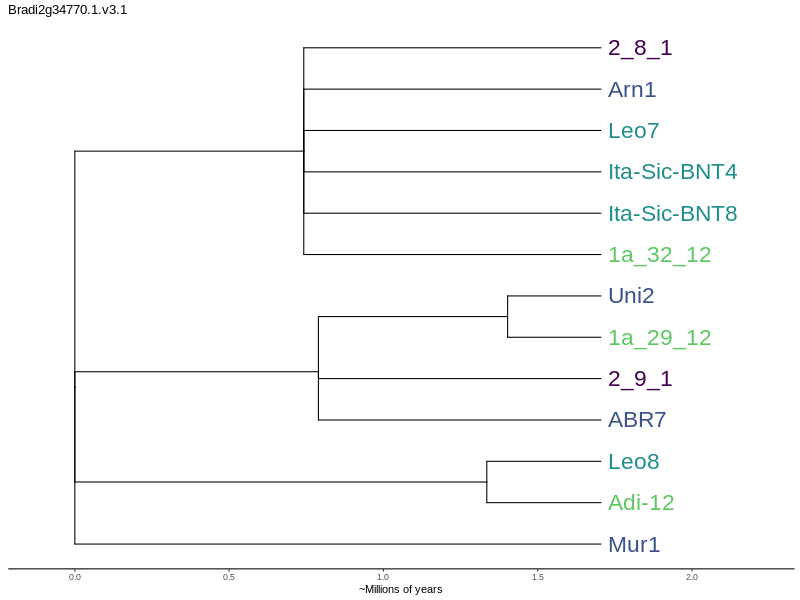 Bradi2g34770.1.v3.1
2_8_1
Arn1
Leo7
Ita-Sic-BNT4
Ita-Sic-BNT8
1a_32_12
Uni2
1a_29_12
2_9_1
ABR7
Leo8
Adi-12
Mur1
0.0 0.5 1.0 1.5 2.0
~Millions of years